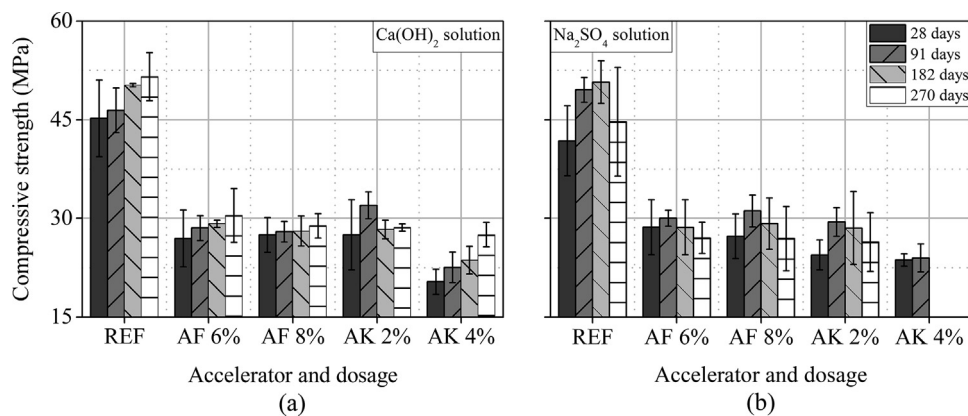 60
45
30
15
Compressive strength (MPa)
Ca(OH)₂ solution
REF AF 6% AF 8% AK 2% AK 4%
Accelerator and dosage
(a)
Na₂SO₄ solution
28 days
91 days
182 days
270 days
REF AF 6% AF 8% AK 2% AK 4%
Accelerator and dosage
(b)